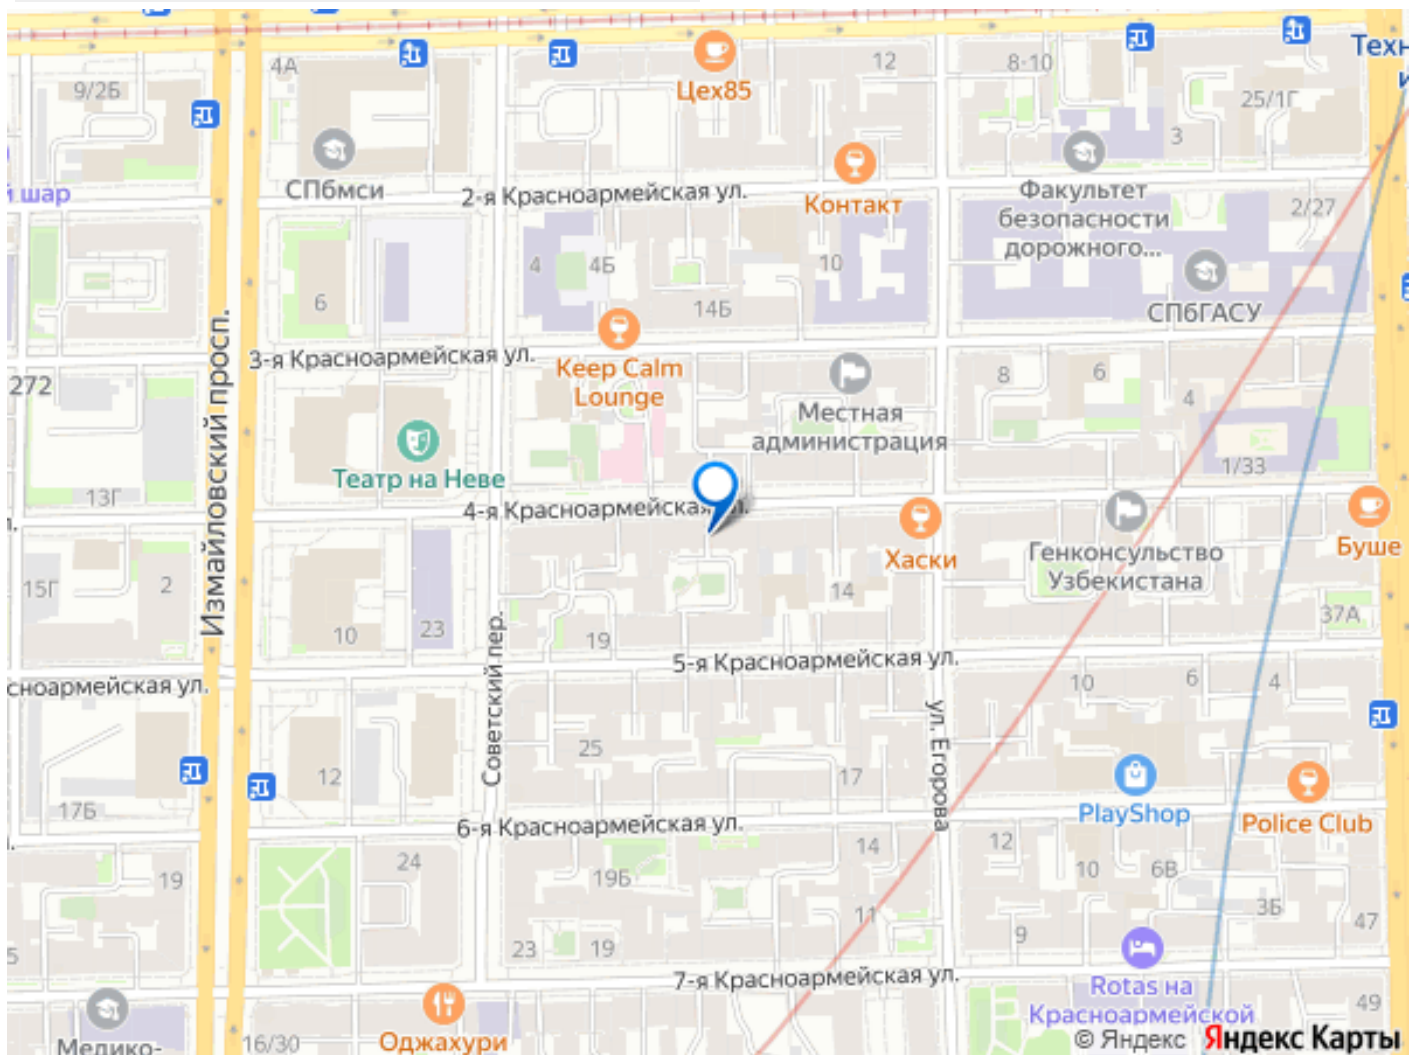 4А
9/2Б
Цех85
12
8-10
Техн
и
25/1Г
3
й шар
СПбмси
2-я Красноармейская ул.
Контакт
Факультет
безопасности
дорожного...
2/27
4
4Б
10
6
14Б
СПбГАСУ
Измайловский просп.
3-я Красноармейская ул.
Keep Calm
Lounge
272
8
6
4
Местная
администрация
Театр на Неве
1/33
13Г
4-я Красноармейская ул.
Хаски
Генконсульство
Узбекистана
Буше
15Г
2
10
23
14
19
37А
Советский пер.
5-я Красноармейская ул.
сноармейская ул.
10
6
4
ул. Егорова
25
12
17
17Б
PlayShop
Police Club
6-я Красноармейская ул.
24
14
12
10
6В
19
19Б
3Б
11
47
5
23
19
9
7-я Красноармейская ул.
Rotas на
Красноармейской
49
Медико-
16/30
Оджахури
© Яндекс Яндекс Карты